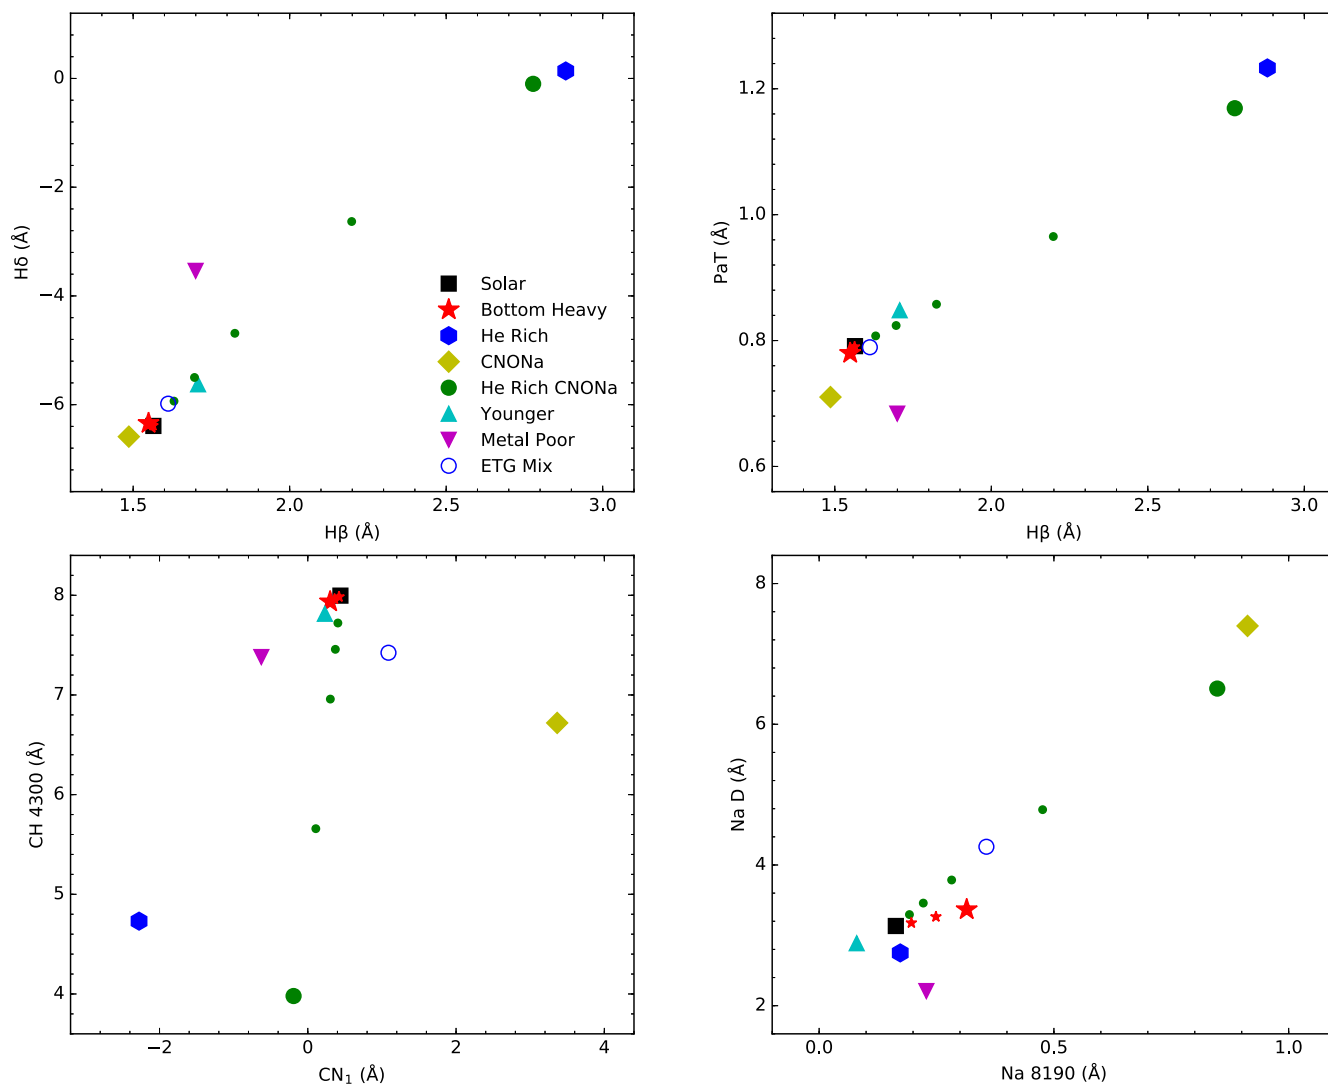 0
−2
−4
−6
Hδ (Å)
1.5 2.0 2.5 3.0
Hβ (Å)
Solar
Bottom Heavy
He Rich
CNONa
He Rich CNONa
Younger
Metal Poor
ETG Mix
1.2
1.0
0.8
0.6
PaT (Å)
1.5 2.0 2.5 3.0
Hβ (Å)
8
7
6
5
4
CH 4300 (Å)
−2 0 2 4
CN₁ (Å)
8
6
4
2
Na D (Å)
0.0 0.5 1.0
Na 8190 (Å)